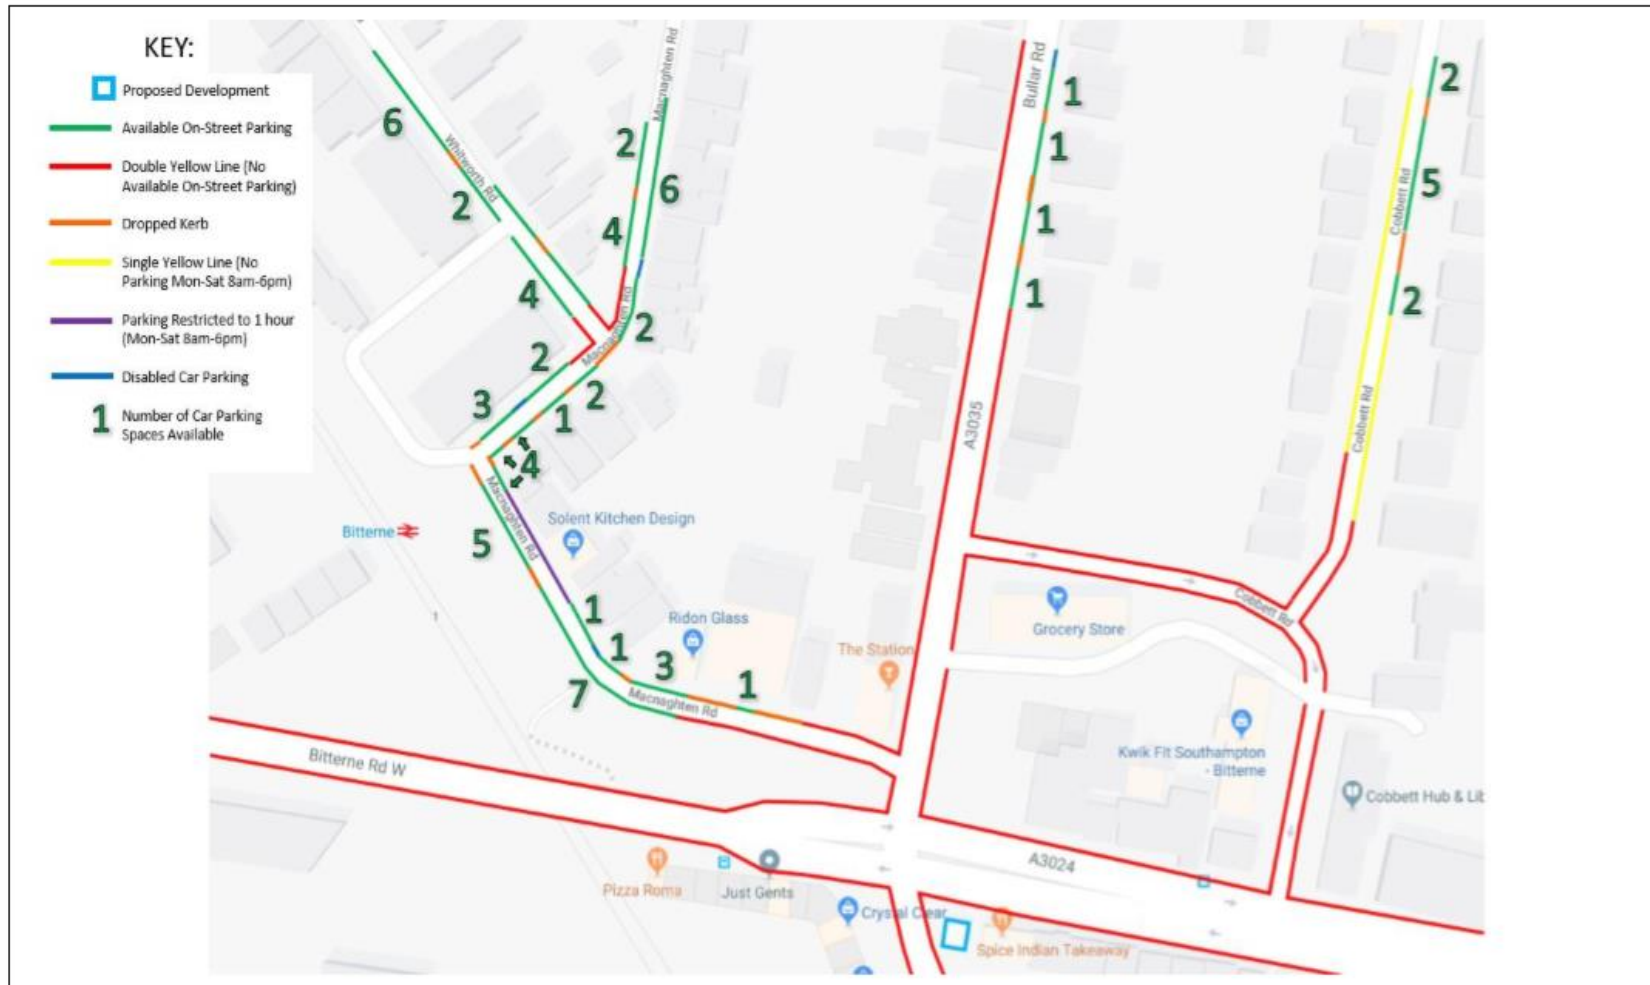 KEY:
Proposed Development
Available On-Street Parking
Double Yellow Line (No
Available On-Street Parking)
Dropped Kerb
Single Yellow Line (No
Parking Mon-Sat 8am-6pm)
Parking Restricted to 1 hour
(Mon-Sat 8am-6pm)
Disabled Car Parking
1
Number of Car Parking
Spaces Available
6
Whitworth Rd
2
4
Macnaghten Rd
2
6
4
Macnaghten Rd
2
Macnaghten Rd
2
3
2
1
4
Macnaghten Rd
5
Bitterne
Solent Kitchen Design
1
1
Ridon Glass
3
1
7
Macnaghten Rd
The Station
Bullar Rd
1
1
1
1
A3035
2
Cobbett Rd
5
2
Cobbett Rd
Cobbett Rd
Grocery Store
Kwik Fit Southampton
- Bitterne
Cobbett Hub & Lib
Bitterne Rd W
A3024
Pizza Roma
Just Gents
Crystal Clear
Spice Indian Takeaway